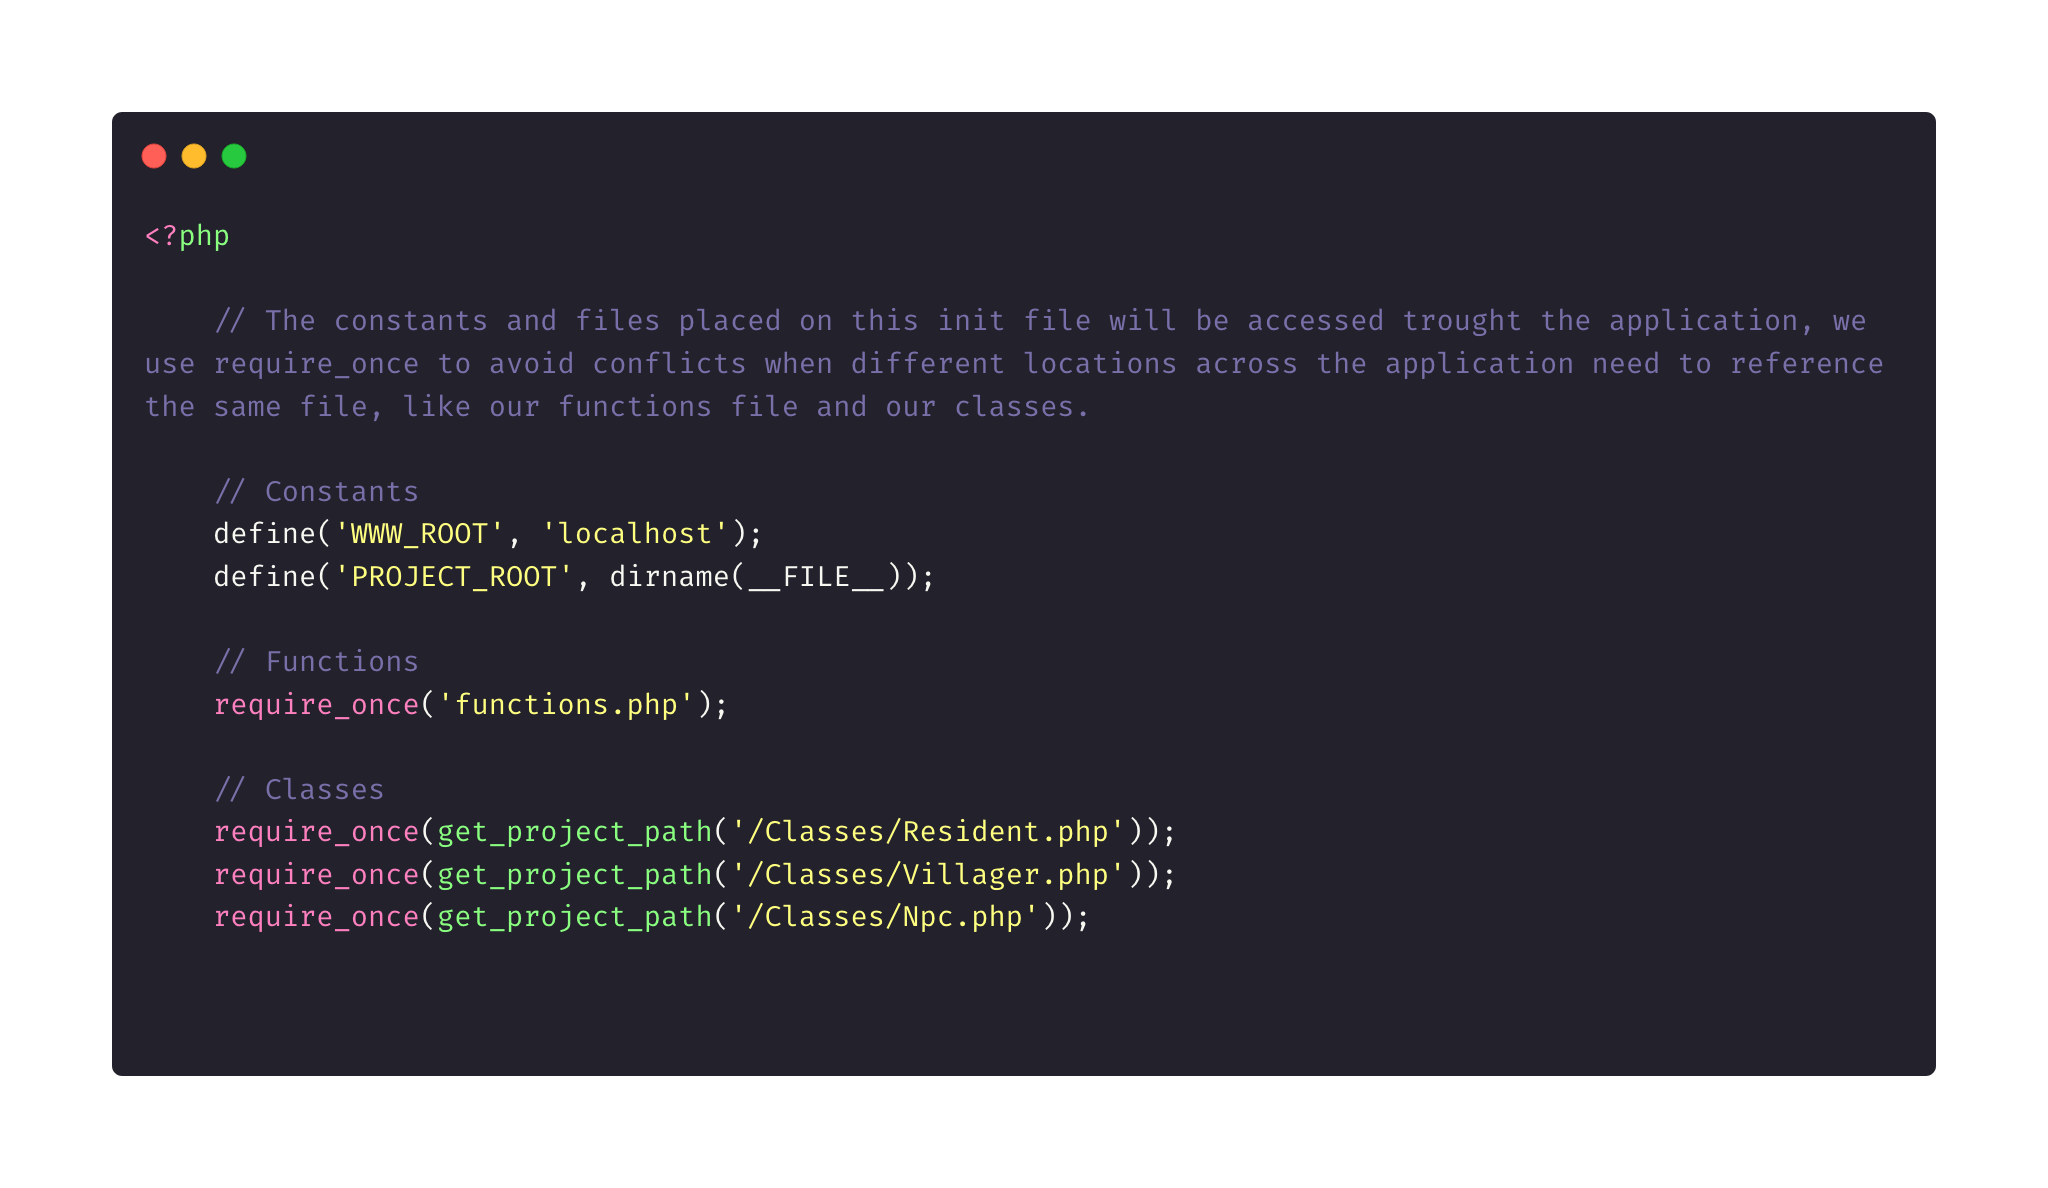 <?php
// The constants and files placed on this init file will be accessed trought the application, we
use require_once to avoid conflicts when different locations across the application need to reference
the same file, like our functions file and our classes.
// Constants
define('WWW_ROOT', 'localhost');
define('PROJECT_ROOT', dirname(__FILE__));
// Functions
require_once('functions.php');
// Classes
require_once(get_project_path('/Classes/Resident.php'));
require_once(get_project_path('/Classes/Villager.php'));
require_once(get_project_path('/Classes/Npc.php'));